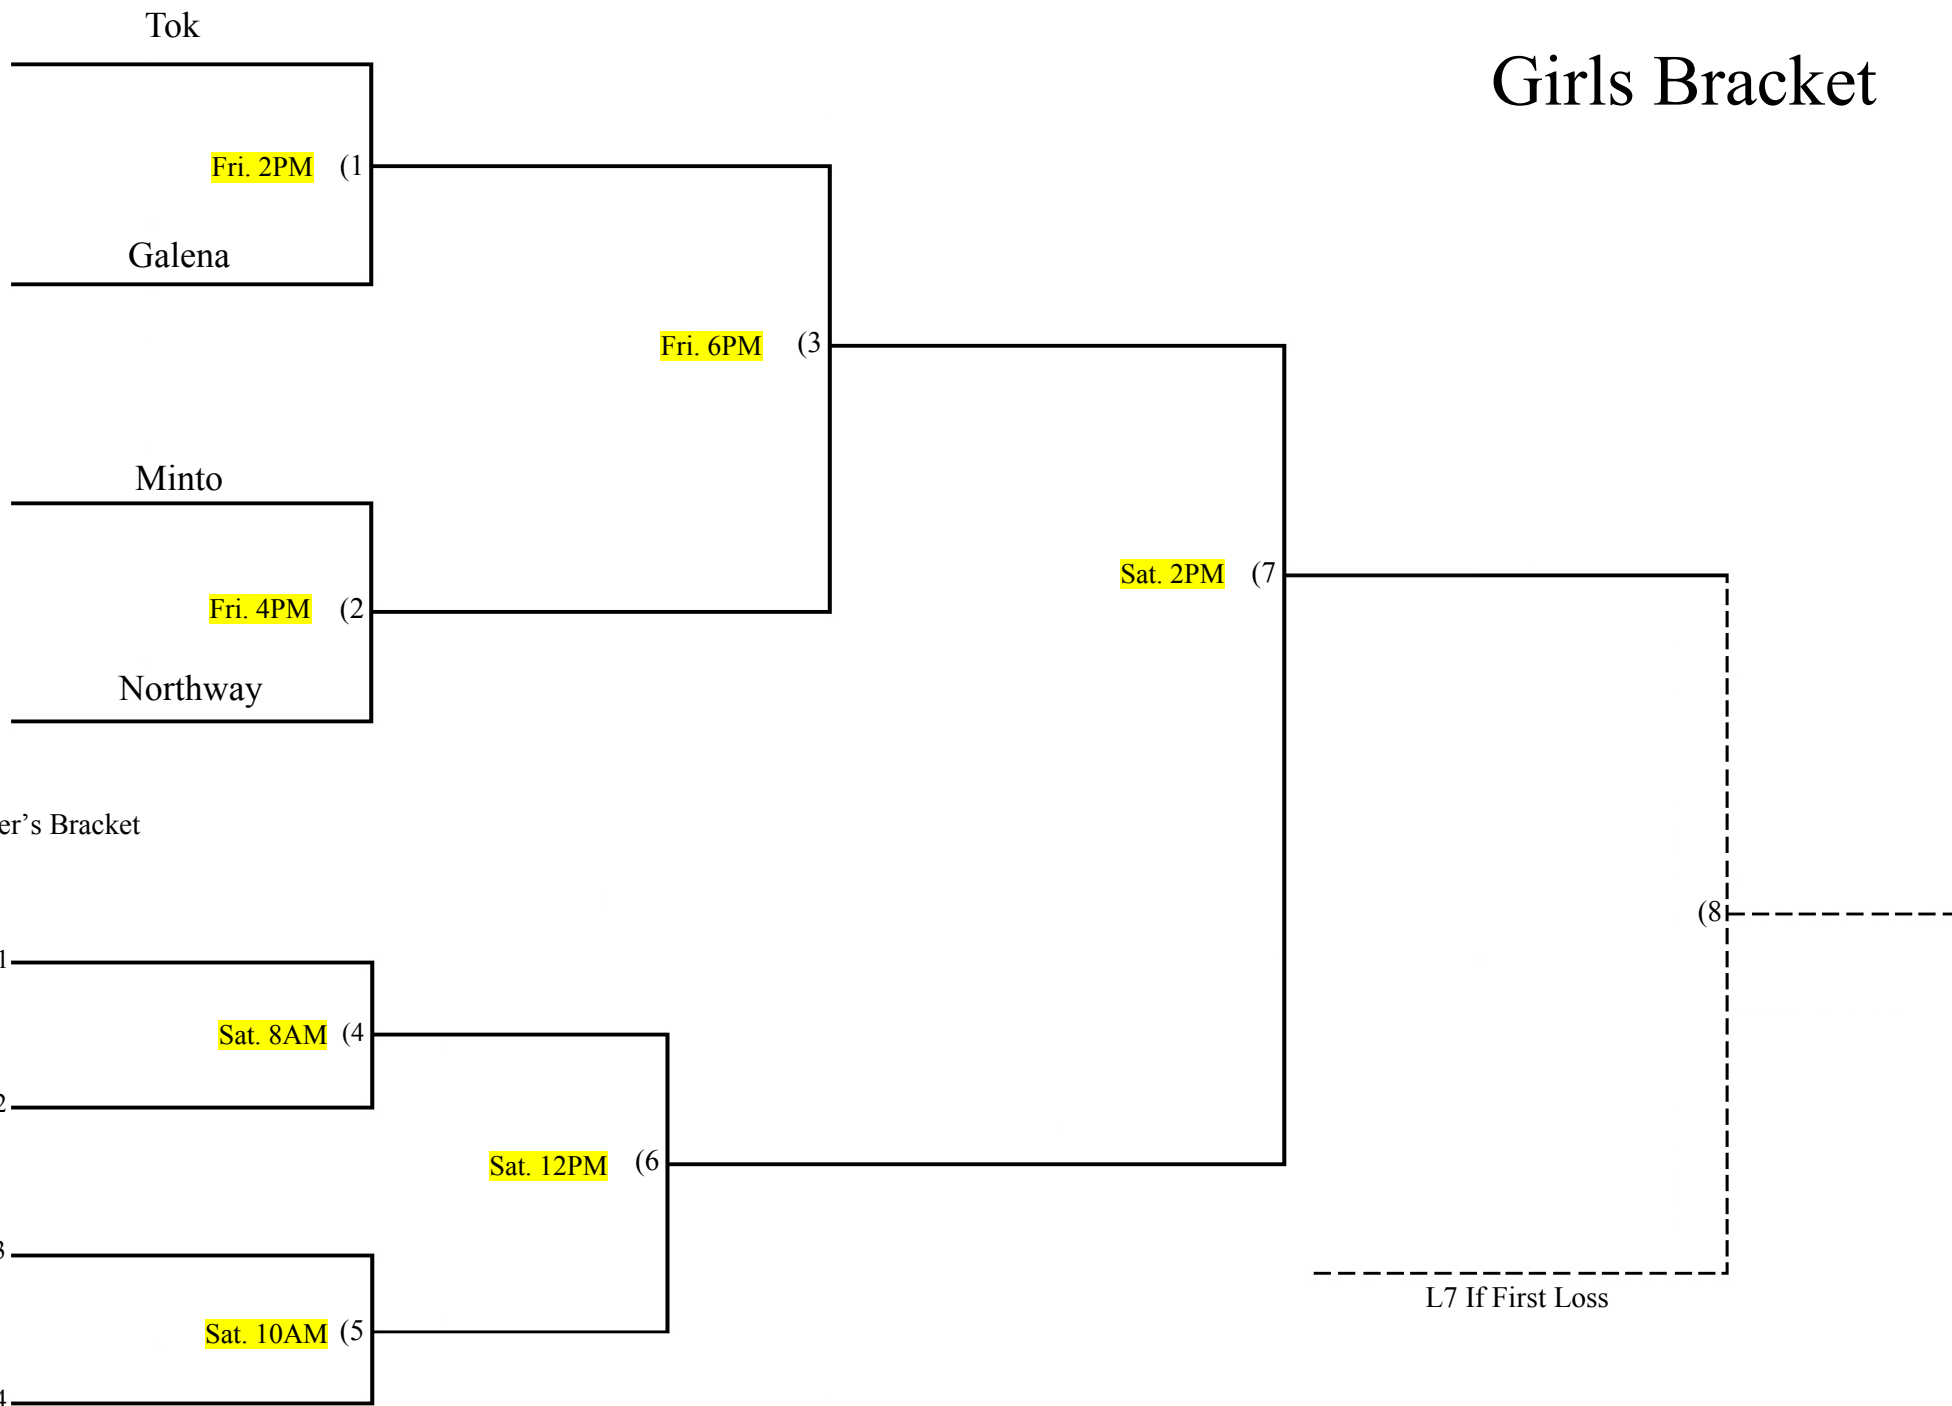 Tok
Girls Bracket
Fri. 2PM (1
Galena
Fri. 6PM (3
Minto
Sat. 2PM (7
Fri. 4PM (2
Northway
er’s Bracket
(8
1
Sat. 8AM (4
2
Sat. 12PM (6
3
L7 If First Loss
Sat. 10AM (5
4